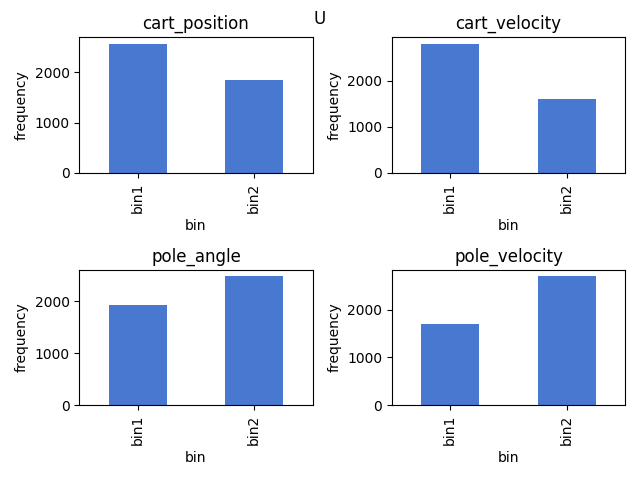 U
cart_position
frequency
2000
1000
0
bin1
bin2
bin
cart_velocity
frequency
2000
1000
0
bin1
bin2
bin
pole_angle
frequency
2000
1000
0
bin1
bin2
bin
pole_velocity
frequency
2000
1000
0
bin1
bin2
bin